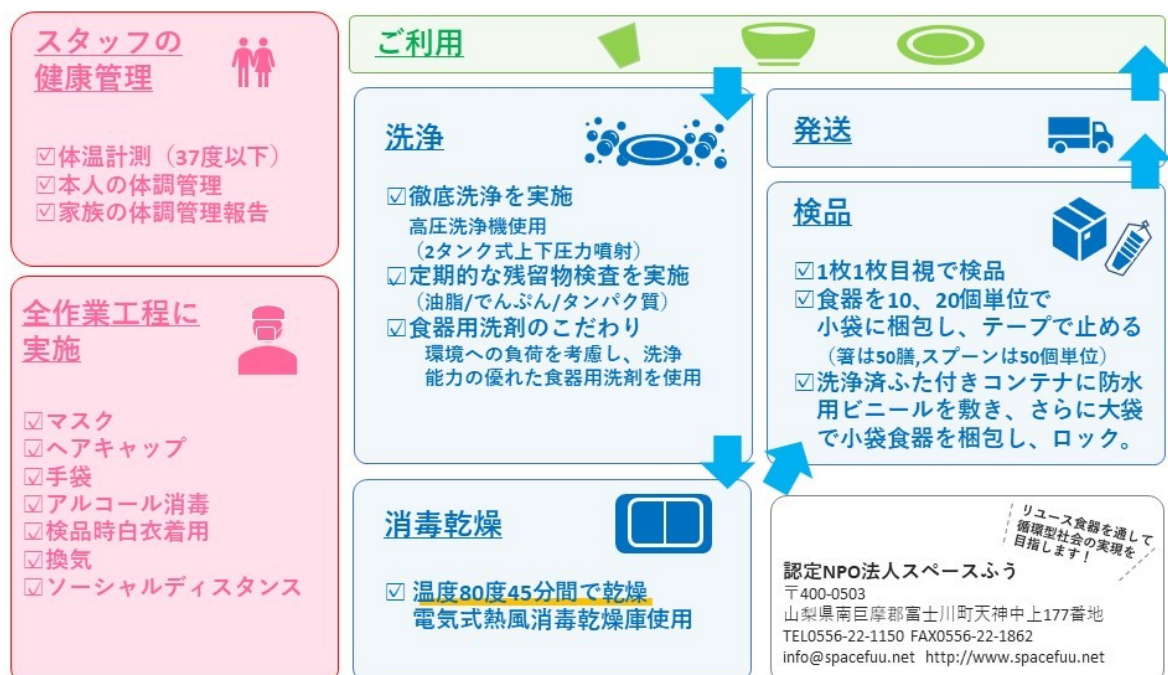 スタッフの
健康管理
☑体温計測（37度以下）
☑本人の体調管理
☑家族の体調管理報告
全作業工程に
実施
☑マスク
☑ヘアキャップ
☑手袋
☑アルコール消毒
☑検品時白衣着用
☑換気
☑ソーシャルディスタンス
ご利用
洗浄
☑徹底洗浄を実施
高圧洗浄機使用
（2タンク式上下圧力噴射）
☑定期的な残留物検査を実施
（油脂/でんぷん/タンパク質）
☑食器用洗剤のこだわり
環境への負荷を考慮し、洗浄
能力の優れた食器用洗剤を使用
消毒乾燥
☑ 温度80度45分間で乾燥
電気式熱風消毒乾燥庫使用
発送
検品
☑1枚1枚目視で検品
☑食器を10、20個単位で
小袋に梱包し、テープで止める
（箸は50膳,スプーンは50個単位）
☑洗浄済ふた付きコンテナに防水
用ビニールを敷き、さらに大袋
で小袋食器を梱包し、ロック。
リユース食器を通して
循環型社会の実現を
目指します！
認定NPO法人スペースふう
〒400-0503
山梨県南巨摩郡富士川町天神中上177番地
TEL0556-22-1150 FAX0556-22-1862
info@spacefuu.net http://www.spacefuu.net